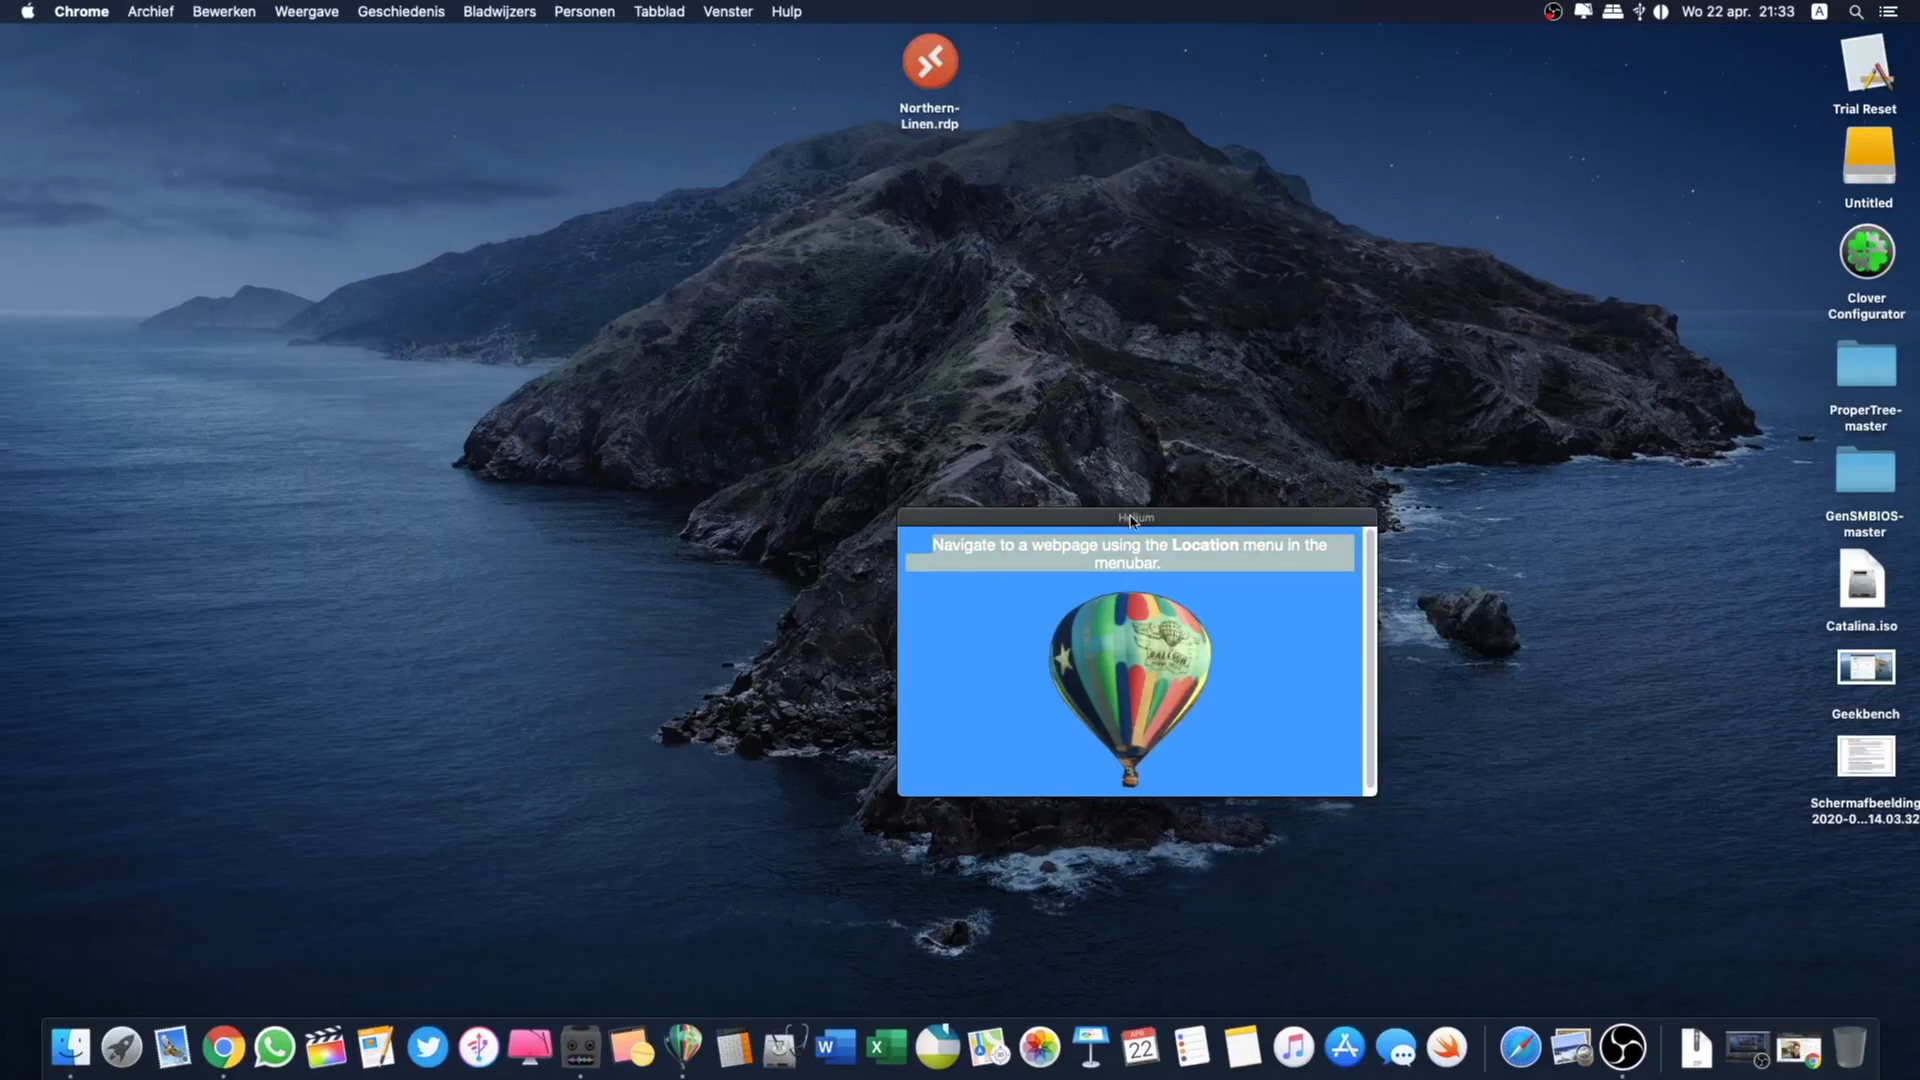 Chrome Archief Bewerken Weergave Geschiedenis Bladwijzers Personen Tabblad Venster Hulp
Wo 22 apr. 21:33 A
Northern-
Linen.rdp
Trial Reset
Untitled
Clover
Configurator
ProperTree-
master
GenSMBIOS-
master
Catalina.iso
Geekbench
Schermafbeelding
2020-0...14.03.32
Helium
Navigate to a webpage using the Location menu in the
menubar.
APR
22